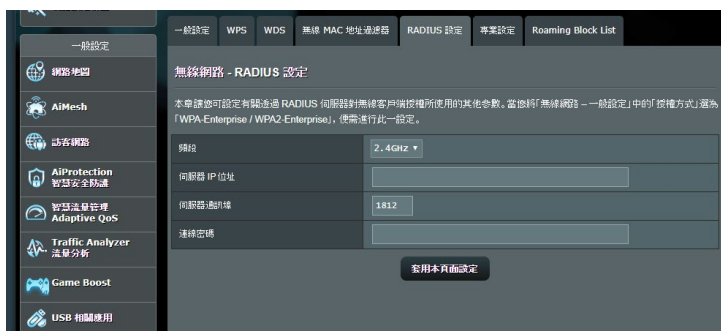 一般設定
網路地圖
AiMesh
訪客網路
AiProtection
智慧安全防護
智慧流量管理
Adaptive QoS
Traffic Analyzer
流量分析
Game Boost
USB 相關應用
一般設定 WPS WDS 無線 MAC 地址過濾器 RADIUS 設定 專業設定 Roaming Block List
無線網路 - RADIUS 設定
本章讓您可設定有關透過 RADIUS 伺服器對無線客戶端授權所使用的其他參數。當您將「無線網路 – 一般設定」中的「授權方式」選為
「WPA-Enterprise / WPA2-Enterprise」，便需進行此一設定。
頻段 2.4GHz
伺服器 IP 位址
伺服器通訊埠 1812
連線密碼
套用本頁面設定